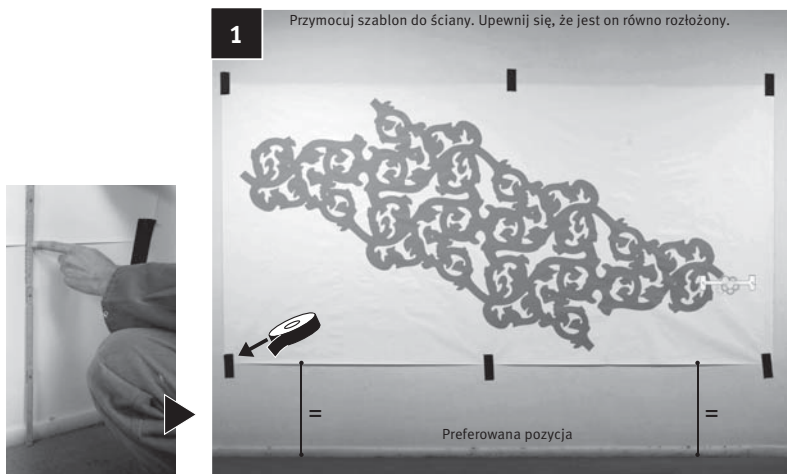 1
Przymocuj szablon do ściany. Upewnij się, że jest on równo rozłożony.
=
=
Preferowana pozycja